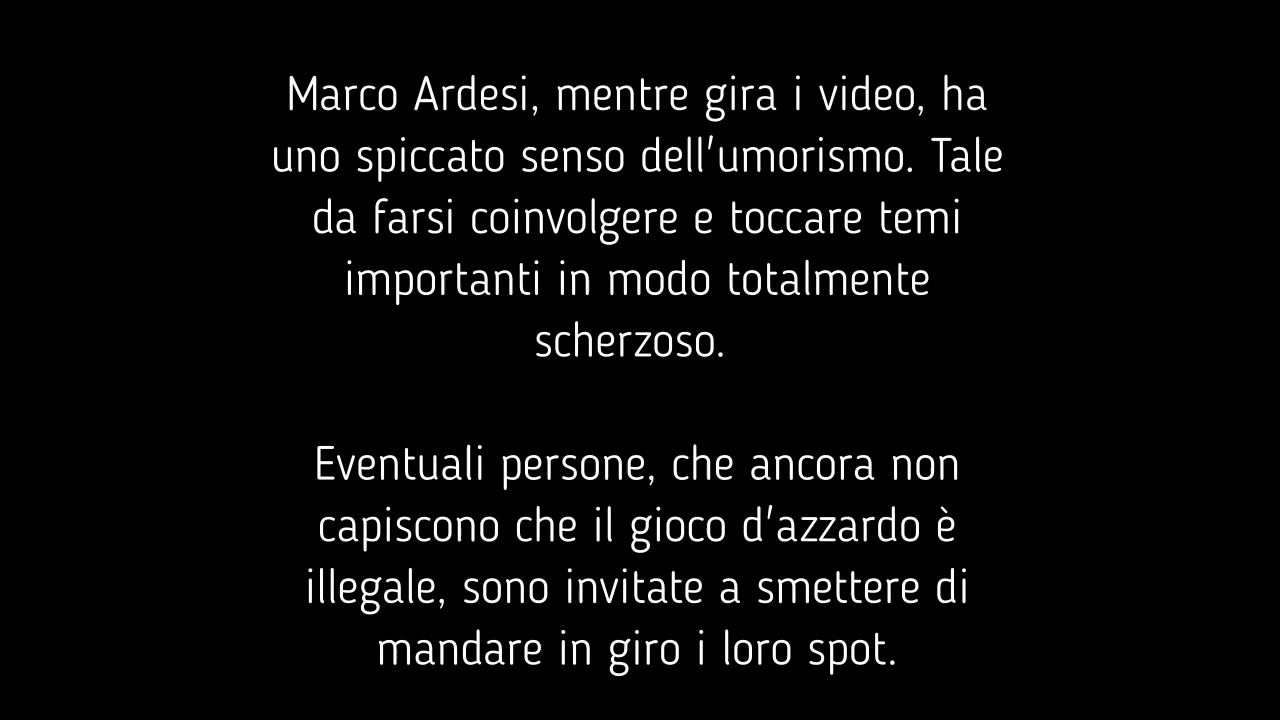 Marco Ardesi, mentre gira i video, ha
uno spiccato senso dell'umorismo. Tale
da farsi coinvolgere e toccare temi
importanti in modo totalmente
scherzoso.
Eventuali persone, che ancora non
capiscono che il gioco d'azzardo è
illegale, sono invitate a smettere di
mandare in giro i loro spot.